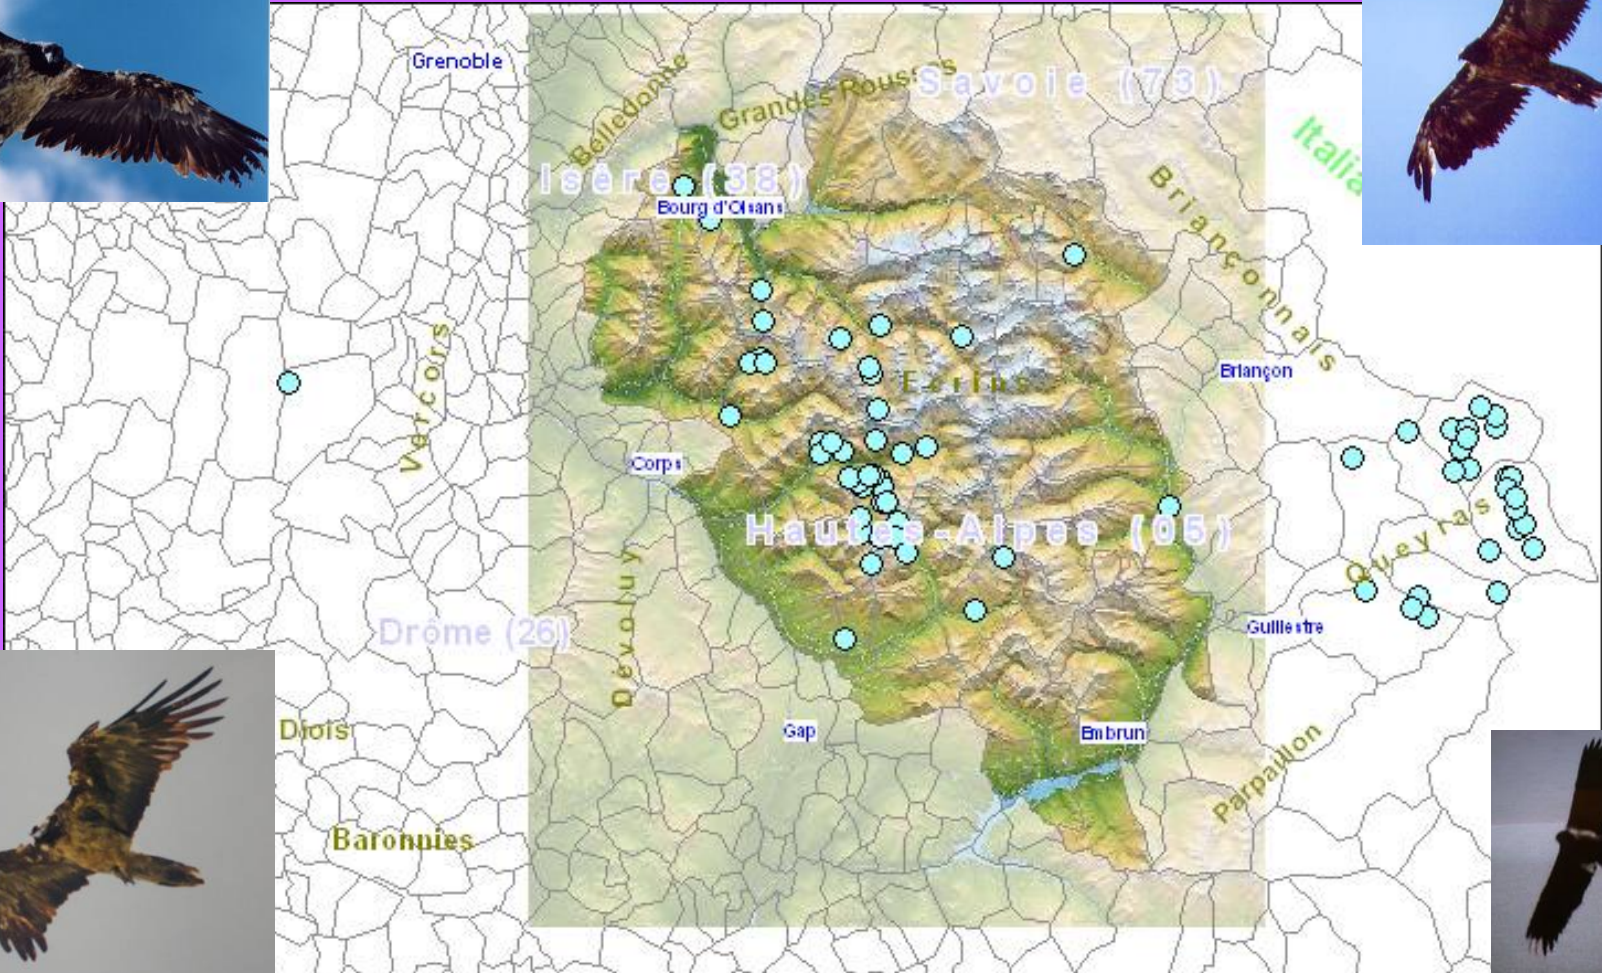 Grenoble
Belledonne
Grandes Rousses
Savoie (73)
Italia
Isère (38)
Bourg d'Oisans
Briançonnais
Vercors
Briançon
Ecrins
Corps
Queyras
Hautes-Alpes (05)
Drôme (26)
Dévoluy
Guillestre
Diois
Gap
Embrun
Parpaillon
Baronnies